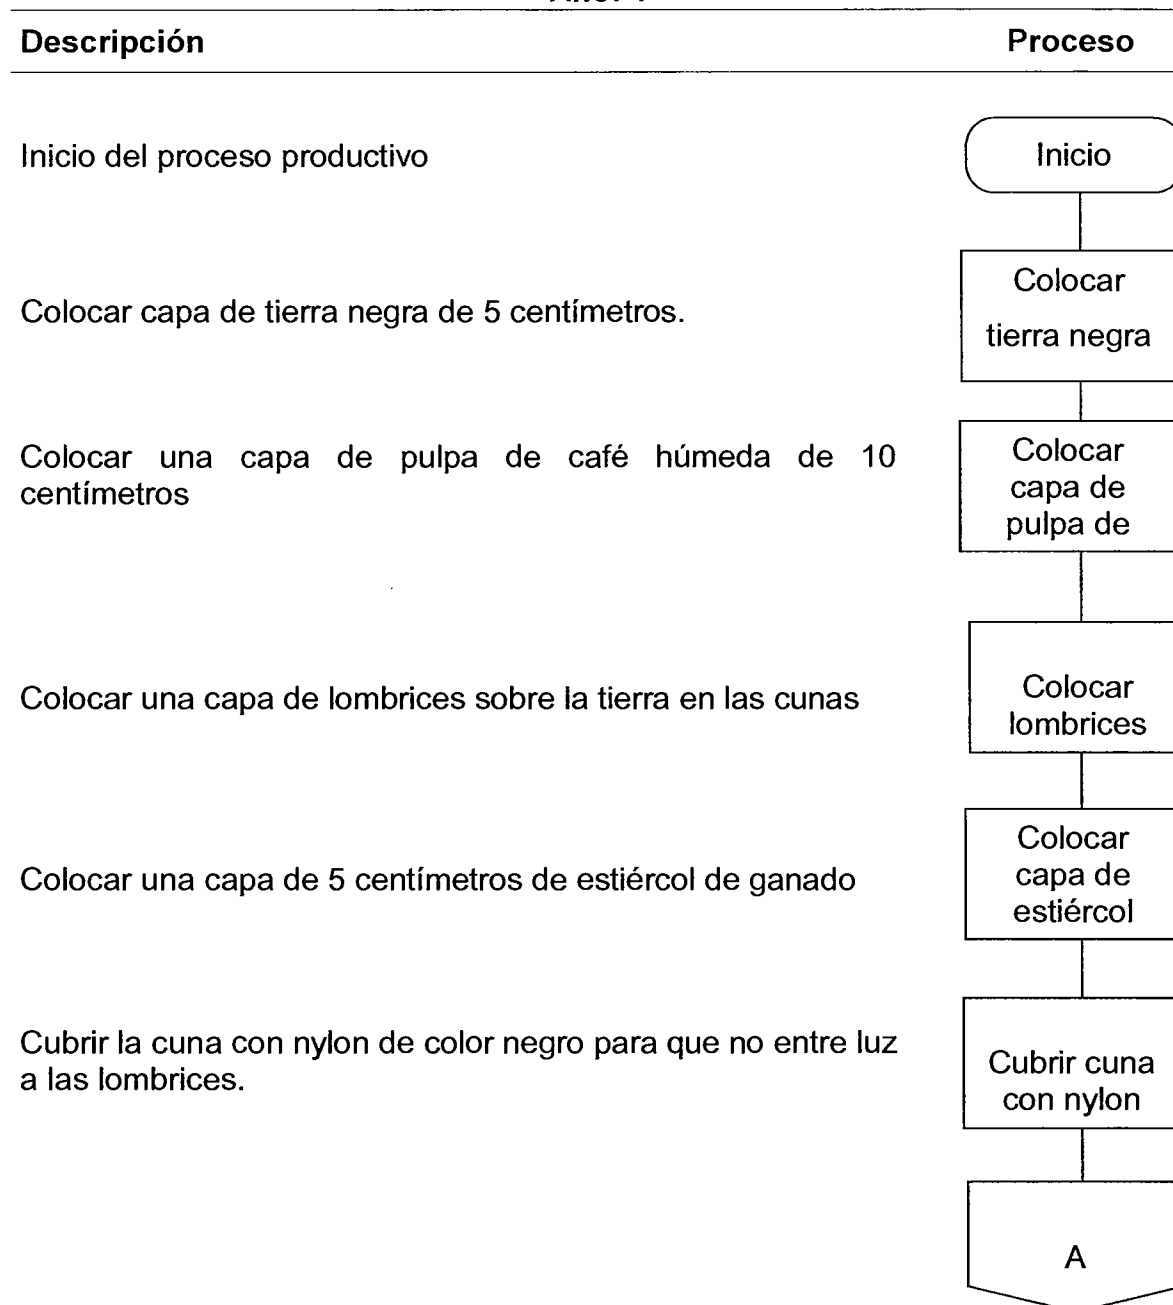 Descripción Proceso
Inicio del proceso productivo
Inicio
Colocar capa de tierra negra de 5 centímetros.
Colocar
tierra negra
Colocar una capa de pulpa de café húmeda de 10
centímetros
Colocar
capa de
pulpa de
Colocar una capa de lombrices sobre la tierra en las cunas
Colocar
lombrices
Colocar una capa de 5 centímetros de estiércol de ganado
Colocar
capa de
estiércol
Cubrir la cuna con nylon de color negro para que no entre luz
a las lombrices.
Cubrir cuna
con nylon
A